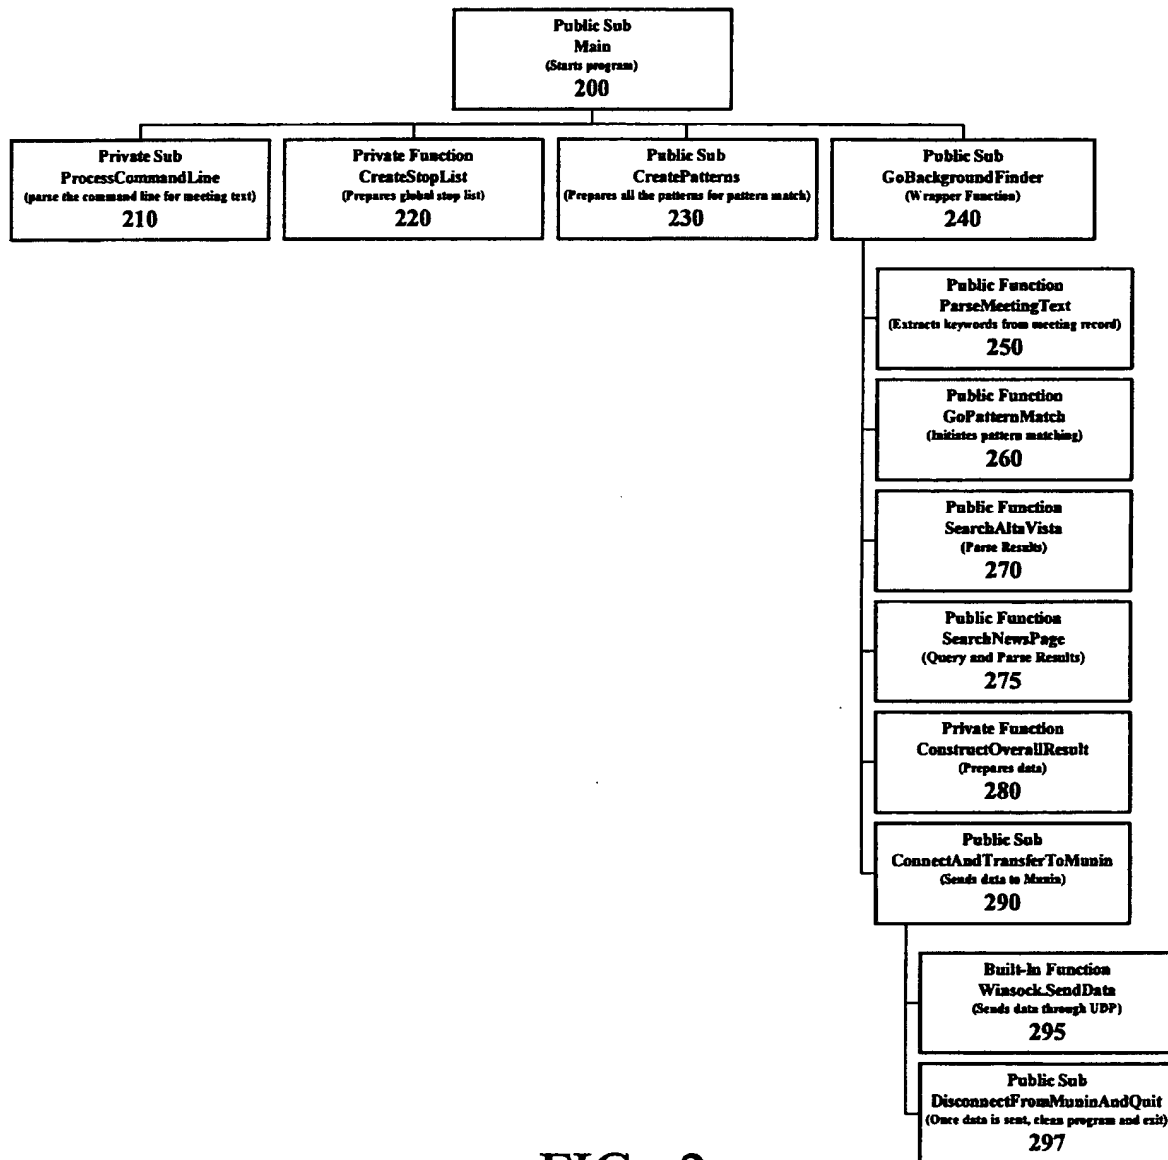 Public Sub
Main
(Starts program)
200
Private Sub
ProcessCommandLine
(parse the command line for meeting text)
210
Private Function
CreateStopList
(Prepares global stop list)
220
Public Sub
CreatePatterns
(Prepares all the patterns for pattern match)
230
Public Sub
GoBackgroundFinder
(Wrapper Function)
240
Public Function
ParseMeetingText
(Extracts keywords from meeting record)
250
Public Function
GoPatternMatch
(Initiates pattern matching)
260
Public Function
SearchAltaVista
(Parse Results)
270
Public Function
SearchNewsPage
(Query and Parse Results)
275
Private Function
ConstructOverallResult
(Prepares data)
280
Public Sub
ConnectAndTransferToMunin
(Sends data to Munin)
290
Built-In Function
Winsock.SendData
(Sends data through UDP)
295
Public Sub
DisconnectFromMuninAndQuit
(Once data is sent, clean program and exit)
297